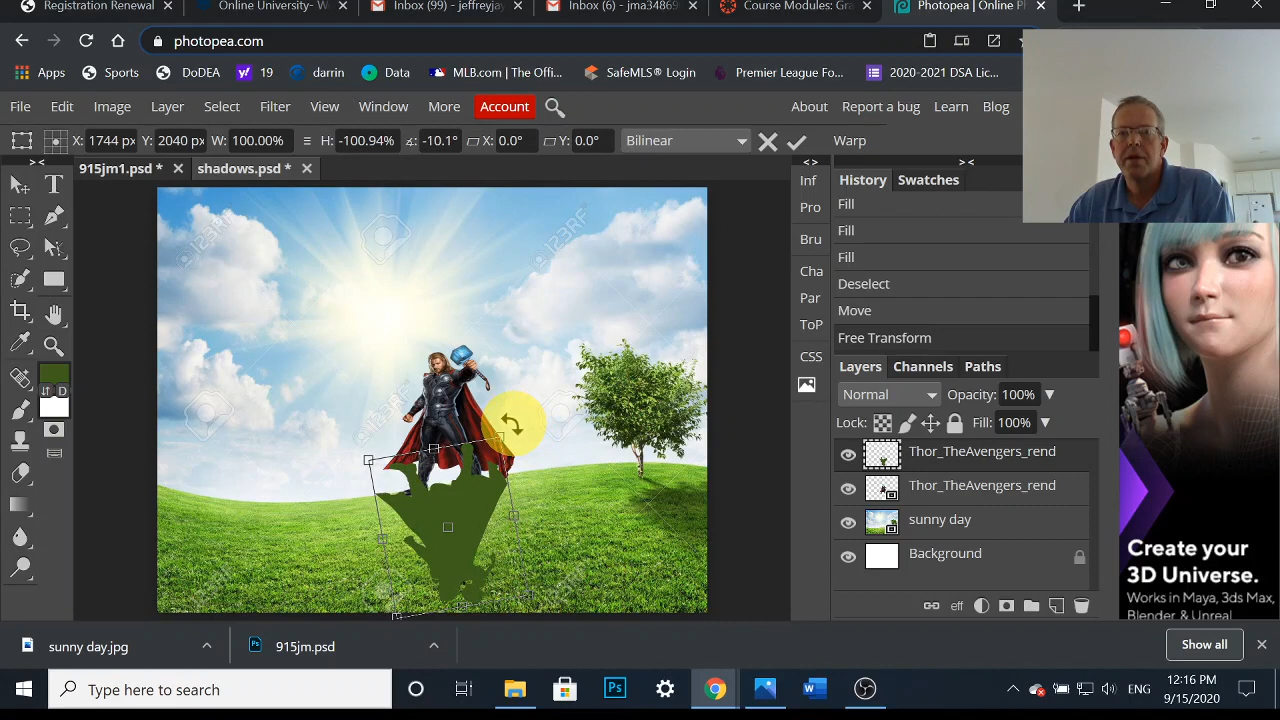 Registration Renewal ×
Online University- W ×
Inbox (99) - jeffreyjay ×
Inbox (6) - jma34869 ×
Course Modules: Gra ×
Photopea | Online Ph ×
photopea.com
Apps
Sports
DoDEA
19
darrin
Data
MLB.com | The Offi...
SafeMLS® Login
Premier League Fo...
2020-2021 DSA Lic...
File Edit Image Layer Select Filter View Window More Account
About Report a bug Learn Blog
X: 1744 px Y: 2040 px W: 100.00% H: -100.94% ∡: -10.1° X: 0.0° Y: 0.0° Bilinear Warp
915jm1.psd * ×
shadows.psd * ×
<>
><
Inf
Pro
Bru
Cha
Par
ToP
CSS
History Swatches
Fill
Fill
Fill
Deselect
Move
Free Transform
Layers Channels Paths
Normal Opacity: 100%
Lock: Fill: 100%
Thor_TheAvengers_rend
Thor_TheAvengers_rend
sunny day
Background
eff
D
123RF
123RF
Create your
3D Universe.
Works in Maya, 3ds Max,
Blender & Unreal
sunny day.jpg
915jm.psd
Show all
Type here to search
ENG
12:16 PM
9/15/2020